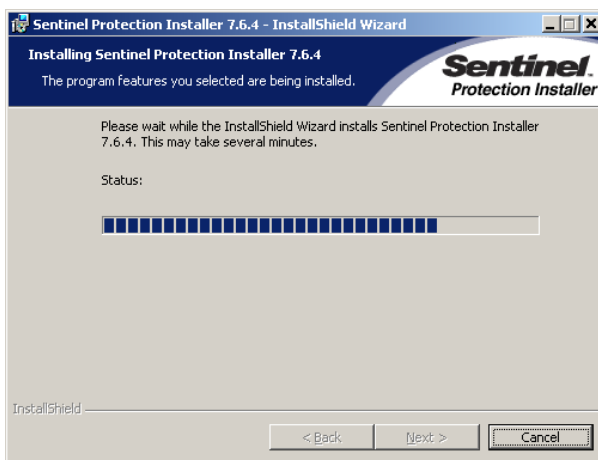 Sentinel Protection Installer 7.6.4 - InstallShield Wizard
Installing Sentinel Protection Installer 7.6.4
The program features you selected are being installed.
Sentinel.
Protection Installer
Please wait while the InstallShield Wizard installs Sentinel Protection Installer
7.6.4. This may take several minutes.
Status:
InstallShield
< Back
Next >
Cancel